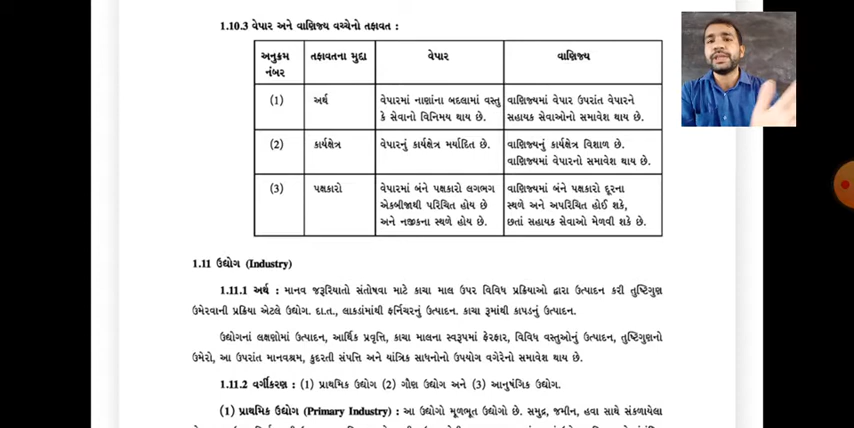 1.10.3 વેપાર અને વાણિજ્ય વચ્ચેનો તફાવત :
અનુક્રમ નંબર | તફાવતના મુદ્દા | વેપાર | વાણિજ્ય
(1) | અર્થ | વેપારમાં નાણાંના બદલામાં વસ્તુ | વાણિજ્યમાં વેપાર ઉપરાંત વેપારને
કે સેવાનો વિનિમય થાય છે. | સહાયક સેવાઓનો સમાવેશ થાય છે.
(2) | કાર્યક્ષેત્ર | વેપારનું કાર્યક્ષેત્ર મર્યાદિત છે. | વાણિજ્યનું કાર્યક્ષેત્ર વિશાળ છે.
વાણિજ્યમાં વેપારનો સમાવેશ થાય છે.
(3) | પક્ષકારો | વેપારમાં બંને પક્ષકારો લગભગ | વાણિજ્યમાં બંને પક્ષકારો દૂરના
એકબીજાથી પરિચિત હોય છે | સ્થળે અને અપરિચિત હોઈ શકે,
અને નજીકના સ્થળે હોય છે. | છતાં સહાયક સેવાઓ મેળવી શકે છે.
1.11 ઉદ્યોગ (Industry)
1.11.1 અર્થ : માનવ જરૂરિયાતો સંતોષવા માટે કાચા માલ ઉપર વિવિધ પ્રક્રિયાઓ દ્વારા ઉત્પાદન કરી તુષ્ટિગુણ
ઉમેરવાની પ્રક્રિયા એટલે ઉદ્યોગ. દા.ત., લાકડાંમાંથી ફર્નિચરનું ઉત્પાદન. કાચા રૂમાંથી કાપડનું ઉત્પાદન.
ઉદ્યોગનાં લક્ષણોમાં ઉત્પાદન, આર્થિક પ્રવૃત્તિ, કાચા માલના સ્વરૂપમાં ફેરફાર, વિવિધ વસ્તુઓનું ઉત્પાદન, તુષ્ટિગુણનો
ઉમેરો, આ ઉપરાંત માનવશ્રમ, કુદરતી સંપત્તિ અને યાંત્રિક સાધનોનો ઉપયોગ વગેરેનો સમાવેશ થાય છે.
1.11.2 વર્ગીકરણ : (1) પ્રાથમિક ઉદ્યોગ (2) ગૌણ ઉદ્યોગ અને (3) આનુષંગિક ઉદ્યોગ.
(1) પ્રાથમિક ઉદ્યોગ (Primary Industry) : આ ઉદ્યોગો મૂળભૂત ઉદ્યોગો છે. સમુદ્ર, જમીન, હવા સાથે સંકળાયેલા